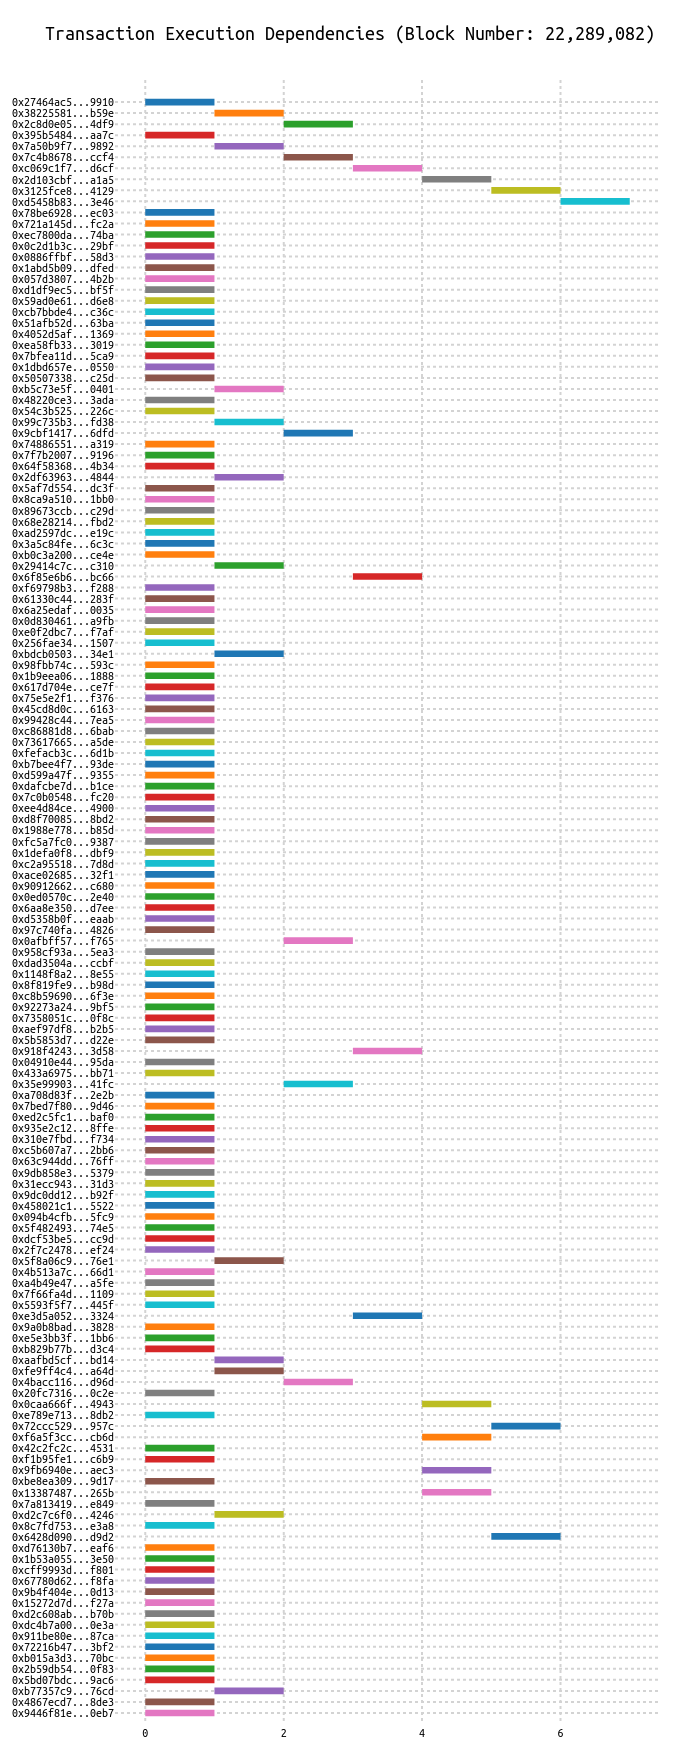 Transaction Execution Dependencies (Block Number: 22,289,082)
0x27464ac5...9910
0x38225581...b59e
0x2c8d0e05...4df9
0x395b5484...aa7c
0x7a50b9f7...9892
0x7c4b8678...ccf4
0xc069c1f7...d6cf
0x2d103cbf...a1a5
0x3125fce8...4129
0xd5458b83...3e46
0x78be6928...ec03
0x721a145d...fc2a
0xec7800da...74ba
0x0c2d1b3c...29bf
0x0886ffbf...58d3
0x1abd5b09...dfed
0x057d3807...4b2b
0xd1df9ec5...bf5f
0x59ad0e61...d6e8
0xcb7bbde4...c36c
0x51afb52d...63ba
0x4052d5af...1369
0xea58fb33...3019
0x7bfea11d...5ca9
0x1dbd657e...0550
0x50507338...c25d
0xb5c73e5f...0401
0x48220ce3...3ada
0x54c3b525...226c
0x99c735b3...fd38
0x9cbf1417...6dfd
0x74886551...a319
0x7f7b2007...9196
0x64f58368...4b34
0x2df63963...4844
0x5af7d554...dc3f
0x8ca9a510...1bb0
0x89673ccb...c29d
0x68e28214...fbd2
0xad2597dc...e19c
0x3a5c84fe...6c3c
0xb0c3a200...ce4e
0x29414c7c...c310
0x6f85e6b6...bc66
0xf69798b3...f288
0x61330c44...283f
0x6a25edaf...0035
0x0d830461...a9fb
0xe0f2dbc7...f7af
0x256fae34...1507
0xbdcb0503...34e1
0x98fbb74c...593c
0x1b9eea06...1888
0x617d704e...ce7f
0x75e5e2f1...f376
0x45cd8d0c...6163
0x99428c44...7ea5
0xc86881d8...6bab
0x73617665...a5de
0xfefacb3c...6d1b
0xb7bee4f7...93de
0xd599a47f...9355
0xdafcbe7d...b1ce
0x7c0b0548...fc20
0xee4d84ce...4900
0xd8f70085...8bd2
0x1988e778...b85d
0xfc5a7fc0...9387
0x1defa0f8...dbf9
0xc2a95518...7d8d
0xace02685...32f1
0x90912662...c680
0x0ed0570c...2e40
0x6aa8e350...d7ee
0xd5358b0f...eaab
0x97c740fa...4826
0x0afbff57...f765
0x958cf93a...5ea3
0xdad3504a...ccbf
0x1148f8a2...8e55
0x8f819fe9...b98d
0xc8b59690...6f3e
0x92273a24...9bf5
0x7358051c...0f8c
0xaef97df8...b2b5
0x5b5853d7...d22e
0x918f4243...3d58
0x04910e44...95da
0x433a6975...bb71
0x35e99903...41fc
0xa708d83f...2e2b
0x7bed7f80...9d46
0xed2c5fc1...baf0
0x935e2c12...8ffe
0x310e7fbd...f734
0xc5b607a7...2bb6
0x63c944dd...76ff
0x9db858e3...5379
0x31ecc943...31d3
0x9dc0dd12...b92f
0x458021c1...5522
0x094b4cfb...5fc9
0x5f482493...74e5
0xdcf53be5...cc9d
0x2f7c2478...ef24
0x5f8a06c9...76e1
0x4b513a7c...66d1
0xa4b49e47...a5fe
0x7f66fa4d...1109
0x5593f5f7...445f
0xe3d5a052...3324
0x9a0b8bad...3828
0xe5e3bb3f...1bb6
0xb829b77b...d3c4
0xaafbd5cf...bd14
0xfe9ff4c4...a64d
0x4bacc116...d96d
0x20fc7316...0c2e
0x0caa666f...4943
0xe789e713...8db2
0x72ccc529...957c
0xf6a5f3cc...cb6d
0x42c2fc2c...4531
0xf1b95fe1...c6b9
0x9fb6940e...aec3
0xbe8ea309...9d17
0x13387487...265b
0x7a813419...e849
0xd2c7c6f0...4246
0x8c7fd753...e3a8
0x6428d090...d9d2
0xd76130b7...eaf6
0x1b53a055...3e50
0xcff9993d...f801
0x67780d62...f8fa
0x9b4f404e...0d13
0x15272d7d...f27a
0xd2c608ab...b70b
0xdc4b7a00...0e3a
0x911be80e...87ca
0x72216b47...3bf2
0xb015a3d3...70bc
0x2b59db54...0f83
0x5bd07bdc...9ac6
0xb77357c9...76cd
0x4867ecd7...8de3
0x9446f81e...0eb7
0 2 4 6